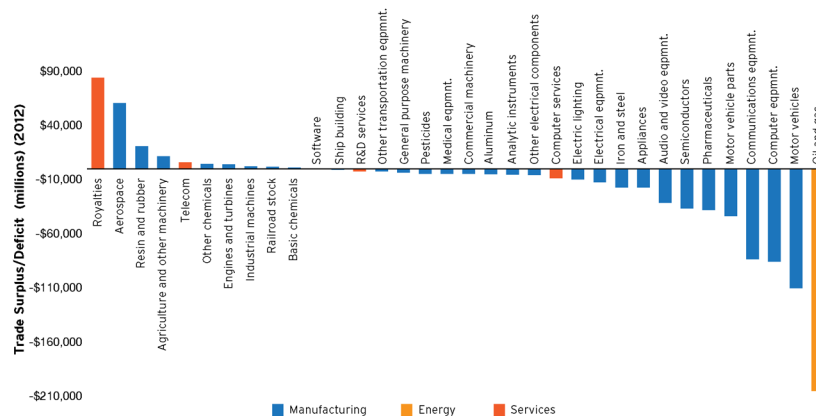 Trade Surplus/Deficit (millions) (2012)
$90,000
$40,000
-$10,000
-$60,000
-$110,000
-$160,000
-$210,000
Royalties
Aerospace
Resin and rubber
Agriculture and other machinery
Telecom
Other chemicals
Engines and turbines
Industrial machines
Railroad stock
Basic chemicals
Software
Ship building
R&D services
Other transportation eqpmnt.
General purpose machinery
Pesticides
Medical eqpmnt.
Commercial machinery
Aluminum
Analytic instruments
Other electrical components
Computer services
Electric lighting
Electrical eqpmnt.
Iron and steel
Appliances
Audio and video eqpmnt.
Semiconductors
Pharmaceuticals
Motor vehicle parts
Communications eqpmnt.
Computer eqpmnt.
Motor vehicles
Manufacturing
Energy
Services